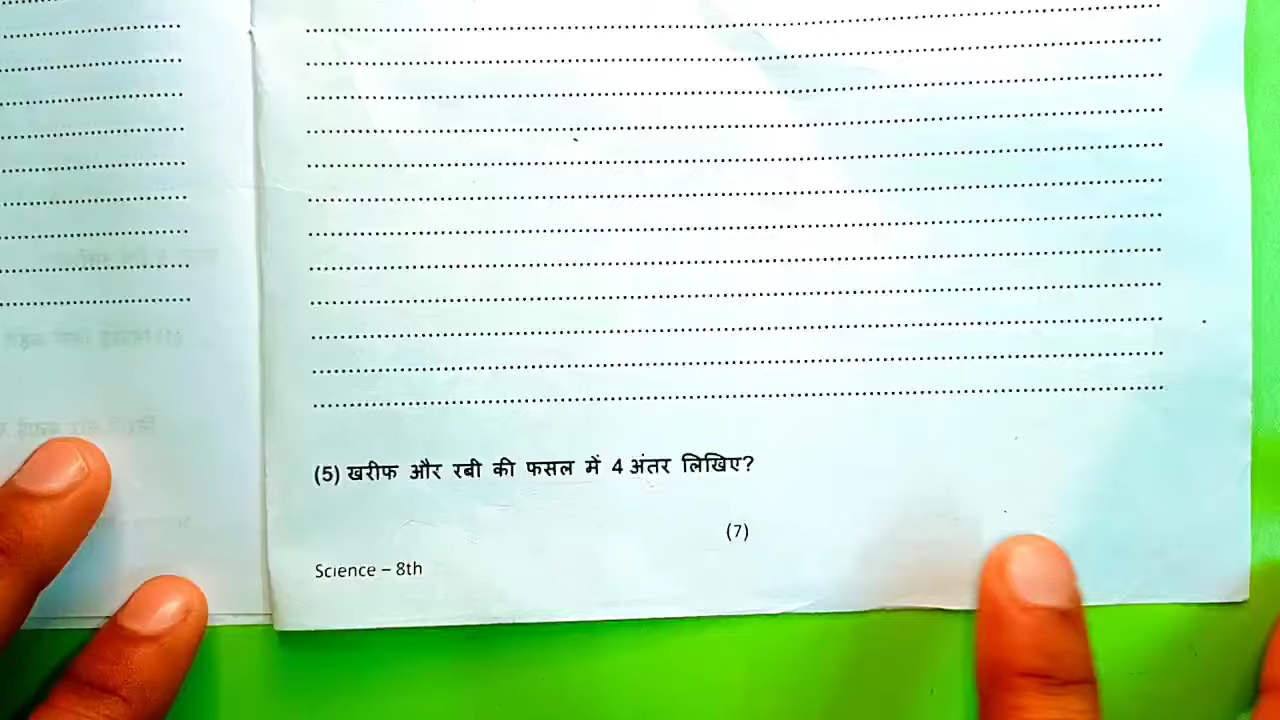 (5) खरीफ और रबी की फसल में 4 अंतर लिखिए?
(7)
Science – 8th